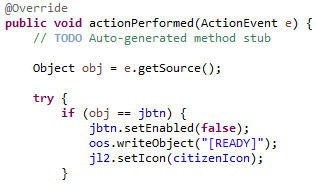 @Override
public void actionPerformed(ActionEvent e) {
    // TODO Auto-generated method stub

    Object obj = e.getSource();

    try {
        if (obj == jbtn) {
            jbtn.setEnabled(false);
            oos.writeObject("[READY]");
            jl2.setIcon(citizenIcon);
        }